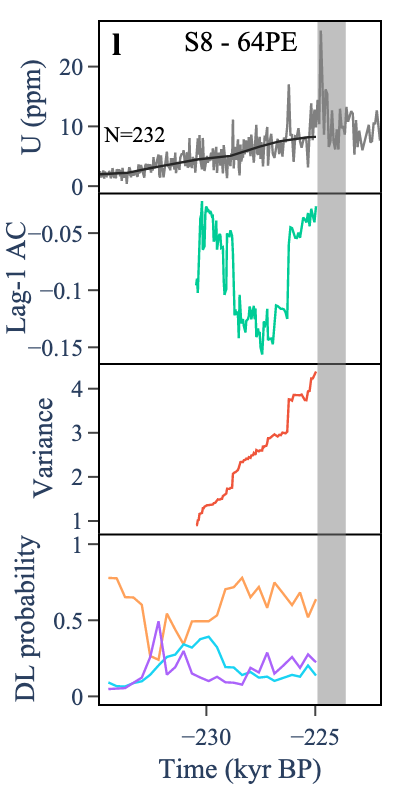 l
S8 - 64PE
U (ppm)
20
10
0
N=232
Lag-1 AC
−0.05
−0.1
−0.15
Variance
4
3
2
1
DL probability
1
0.5
0
−230
−225
Time (kyr BP)